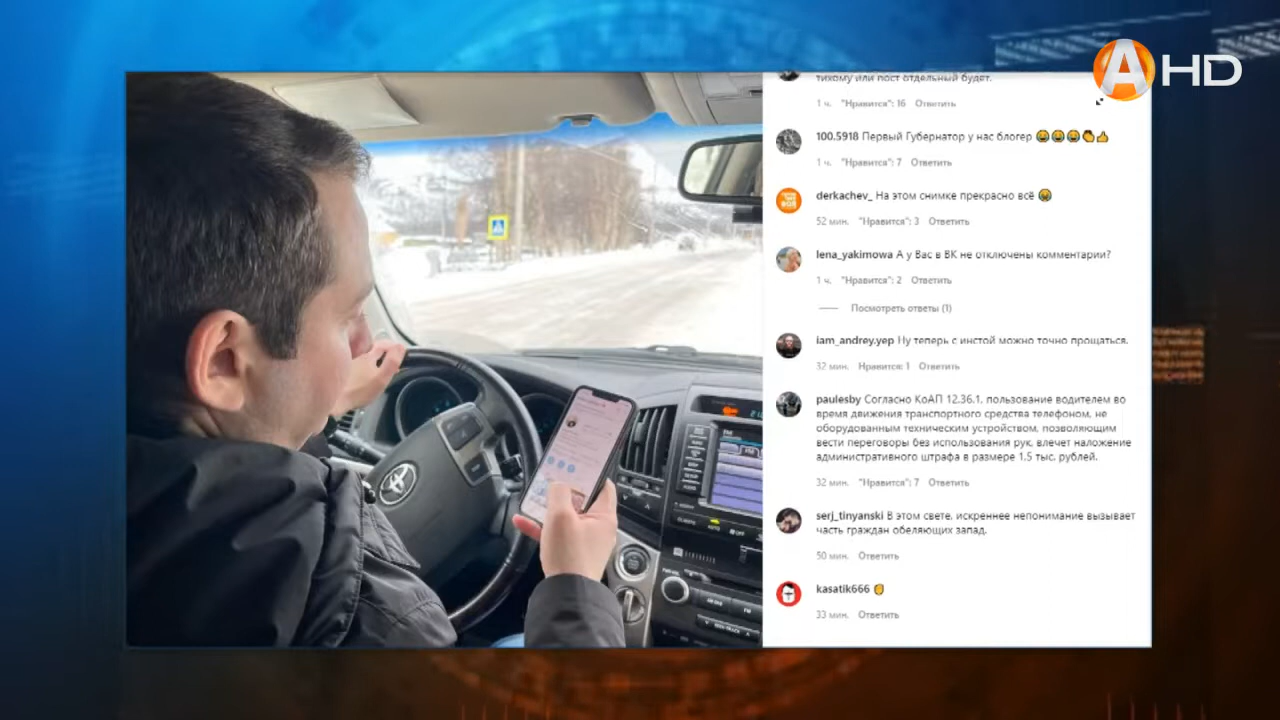 A HD
тихому или пост отдельный будет.
1 ч. "Нравится": 16 Ответить
100.5918 Первый Губернатор у нас блогер 😂😂😂👏👍
1 ч. "Нравится": 7 Ответить
derkachev_ На этом снимке прекрасно всё 😂
52 мин. "Нравится": 3 Ответить
lena_yakimowa А у Вас в ВК не отключены комментарии?
1 ч. "Нравится": 2 Ответить
Посмотреть ответы (1)
iam_andrey.yep Ну теперь с инстой можно точно прощаться.
32 мин. Нравится: 1 Ответить
paulesby Согласно КоАП 12.36.1, пользование водителем во
время движения транспортного средства телефоном, не
оборудованным техническим устройством, позволяющим
вести переговоры без использования рук, влечет наложение
административного штрафа в размере 1,5 тыс. рублей.
32 мин. "Нравится": 7 Ответить
serj_tinyanski В этом свете, искреннее непонимание вызывает
часть граждан обеляющих запад.
50 мин. Ответить
kasatik666 ✊
33 мин. Ответить